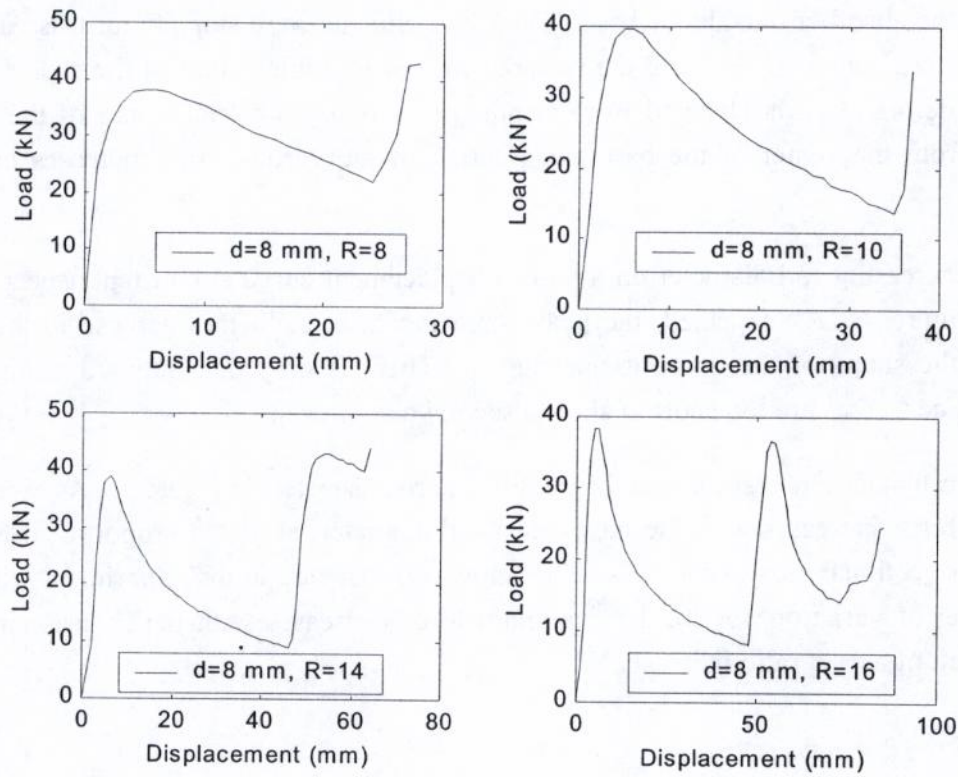 50
40
30
20
10
0
Load (kN)
d=8 mm, R=8
0 10 20 30
Displacement (mm)
40
30
20
10
0
Load (kN)
d=8 mm, R=10
0 10 20 30 40
Displacement (mm)
50
40
30
20
10
0
Load (kN)
d=8 mm, R=14
0 20 40 60 80
Displacement (mm)
40
30
20
10
0
Load (kN)
d=8 mm, R=16
0 50 100
Displacement (mm)